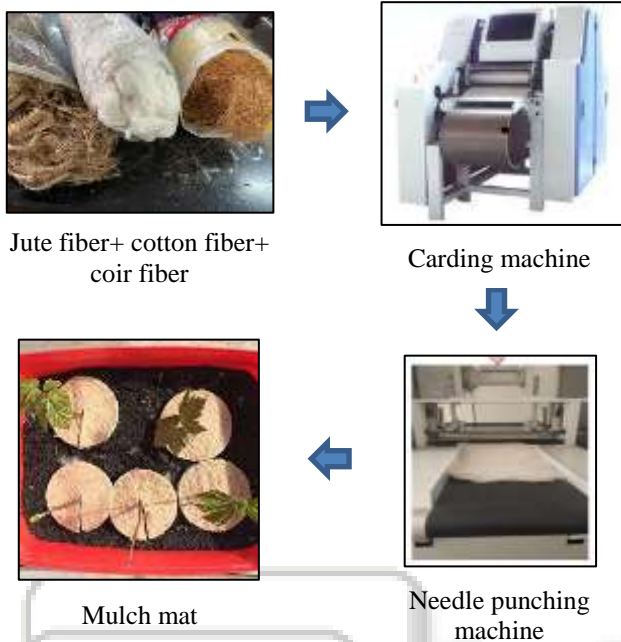 Jute fiber+ cotton fiber+
coir fiber
Carding machine
Needle punching
machine
Mulch mat